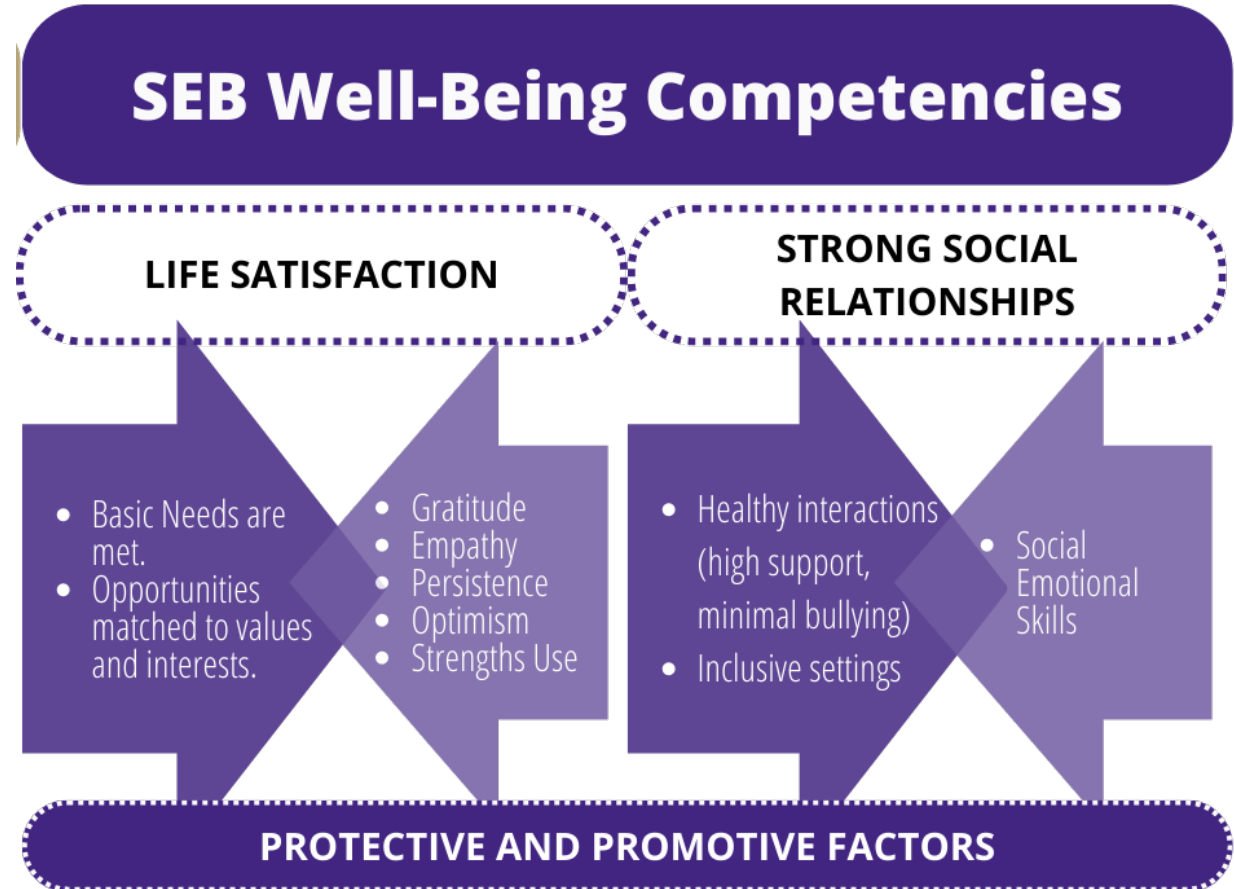 SEB Well-Being Competencies
LIFE SATISFACTION
STRONG SOCIAL
RELATIONSHIPS
• Basic Needs are
met.
• Opportunities
matched to values
and interests.
• Gratitude
• Empathy
• Persistence
• Optimism
• Strengths Use
• Healthy interactions
(high support,
minimal bullying)
• Inclusive settings
• Social
Emotional
Skills
PROTECTIVE AND PROMOTIVE FACTORS